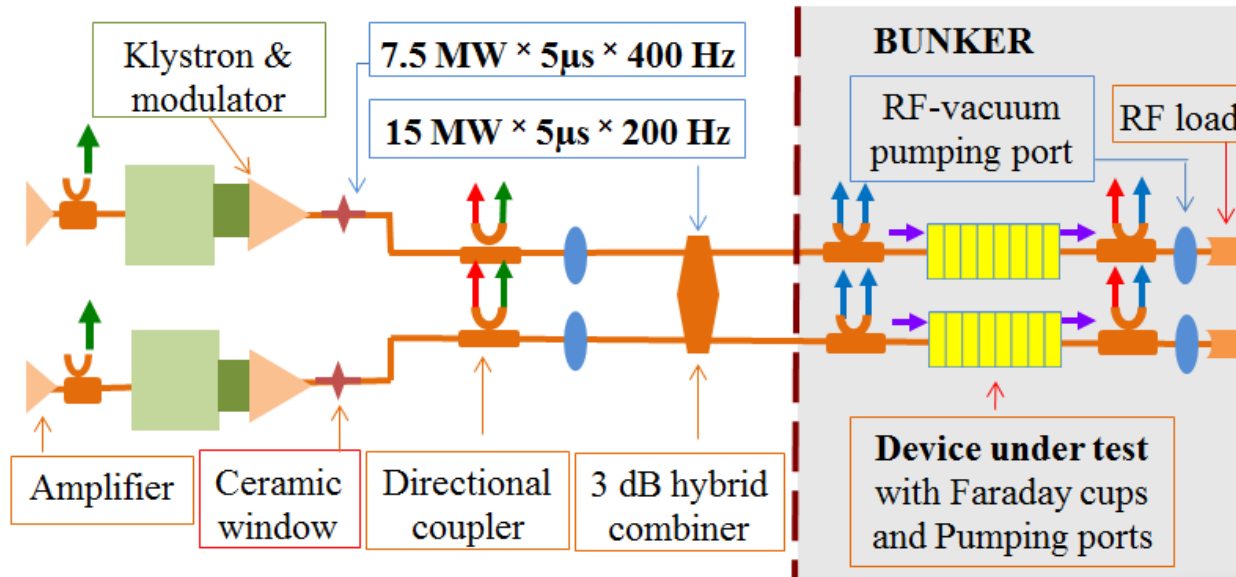 Klystron &
modulator
7.5 MW × 5μs × 400 Hz
15 MW × 5μs × 200 Hz
BUNKER
RF-vacuum
pumping port
RF load
Amplifier
Ceramic
window
Directional
coupler
3 dB hybrid
combiner
Device under test
with Faraday cups
and Pumping ports